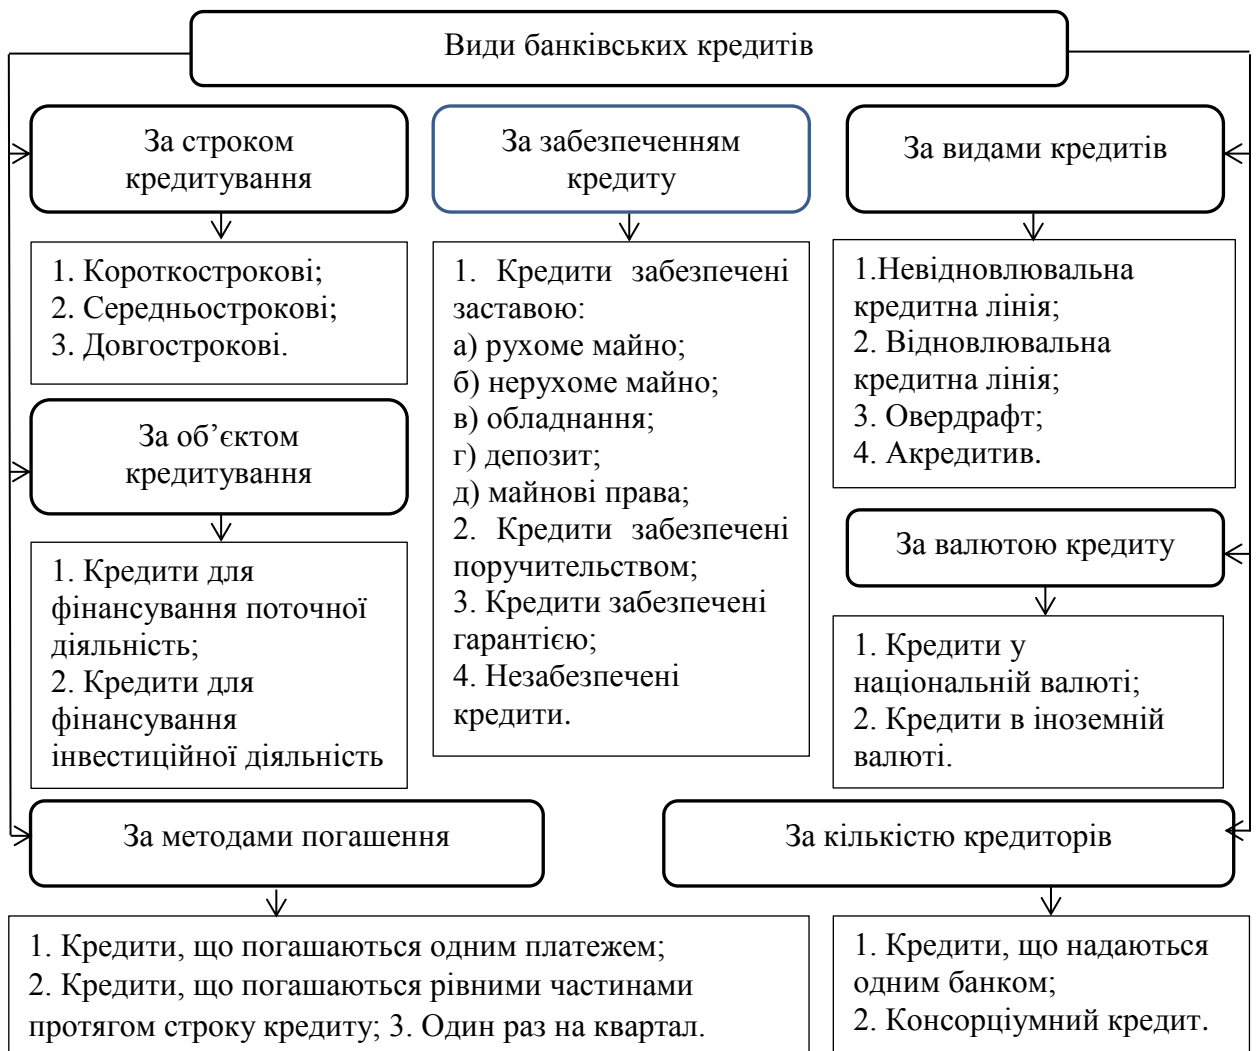 Види банківських кредитів
За строком
кредитування
1. Короткострокові;
2. Середньострокові;
3. Довгострокові.
За об’єктом
кредитування
1. Кредити для
фінансування поточної
діяльність;
2. Кредити для
фінансування
інвестиційної діяльність
За забезпеченням
кредиту
1. Кредити забезпечені
заставою:
а) рухоме майно;
б) нерухоме майно;
в) обладнання;
г) депозит;
д) майнові права;
2. Кредити забезпечені
поручительством;
3. Кредити забезпечені
гарантією;
4. Незабезпечені
кредити.
За видами кредитів
1.Невідновлювальна
кредитна лінія;
2. Відновлювальна
кредитна лінія;
3. Овердрафт;
4. Акредитив.
За валютою кредиту
1. Кредити у
національній валюті;
2. Кредити в іноземній
валюті.
За методами погашення
1. Кредити, що погашаються одним платежем;
2. Кредити, що погашаються рівними частинами
протягом строку кредиту; 3. Один раз на квартал.
За кількістю кредиторів
1. Кредити, що надаються
одним банком;
2. Консорціумний кредит.